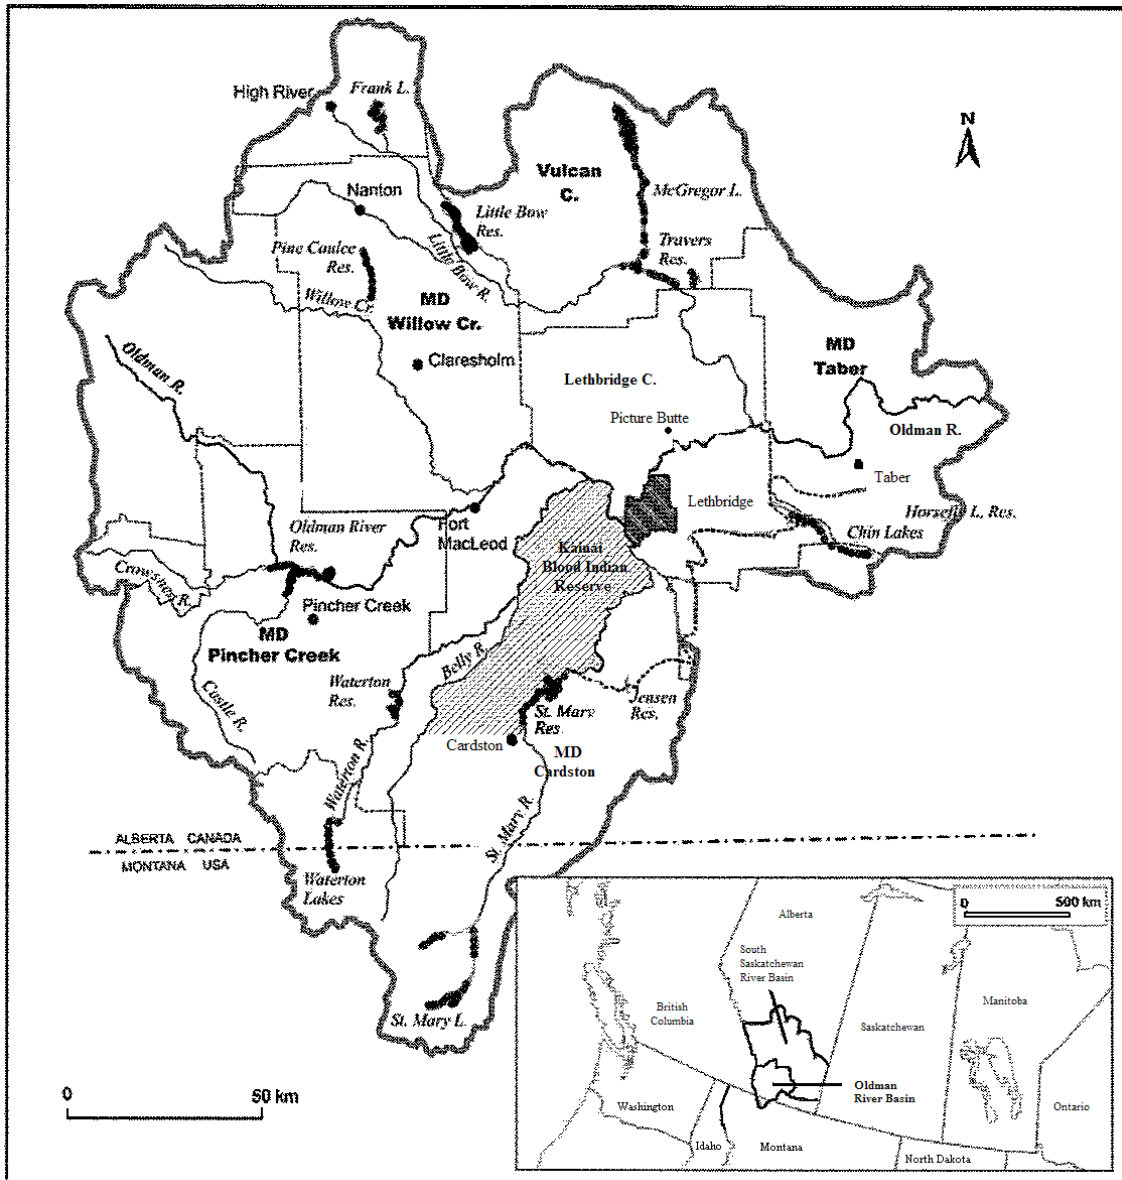 High River
Frank L.
N
Vulcan
C.
McGregor L.
Nanton
Little Bow
Res.
Pine Caulce
Res.
Little Bow R.
Travers
Res.
Willow Cr.
MD
Willow Cr.
Claresholm
Oldman R.
MD
Taber
Lethbridge C.
Picture Butte
Oldman R.
Taber
Lethbridge
Horsefly L. Res.
Chin Lakes
Oldman River
Res.
Fort
MacLeod
Kainai
Blood Indian
Reserve
Crowsnest R.
Pincher Creek
MD
Pincher Creek
Belly R.
Castle R.
Waterton
Res.
St. Mary
Res.
Jensen
Res.
Cardston
MD
Cardston
Waterton R.
St. Mary R.
ALBERTA CANADA
MONTANA USA
Waterton
Lakes
St. Mary L.
0 50 km
0 500 km
Alberta
South
Saskatchewan
River Basin
British
Columbia
Saskatchewan
Manitoba
Oldman
River Basin
Washington
Ontario
Idaho
Montana
North Dakota